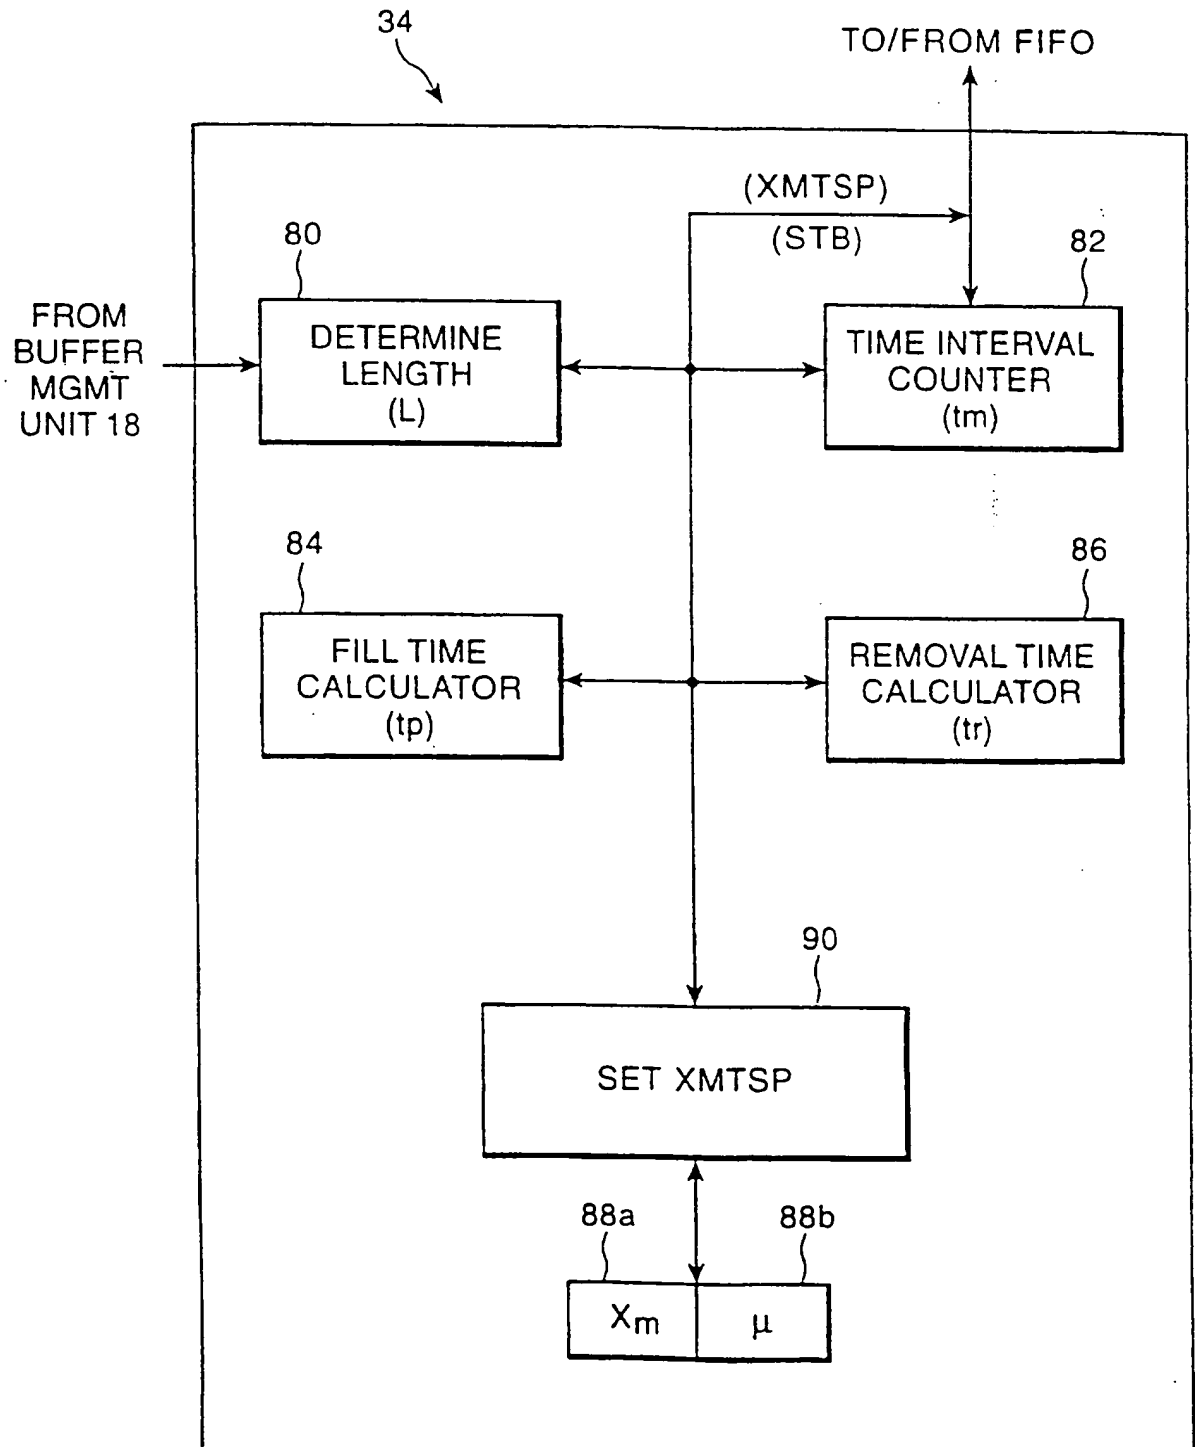 34
TO/FROM FIFO
(XMTSP)
(STB)
80
82
FROM
BUFFER
MGMT
UNIT 18
DETERMINE
LENGTH
(L)
TIME INTERVAL
COUNTER
(tm)
84
86
FILL TIME
CALCULATOR
(tp)
REMOVAL TIME
CALCULATOR
(tr)
90
SET XMTSP
88a
88b
Xm
μ